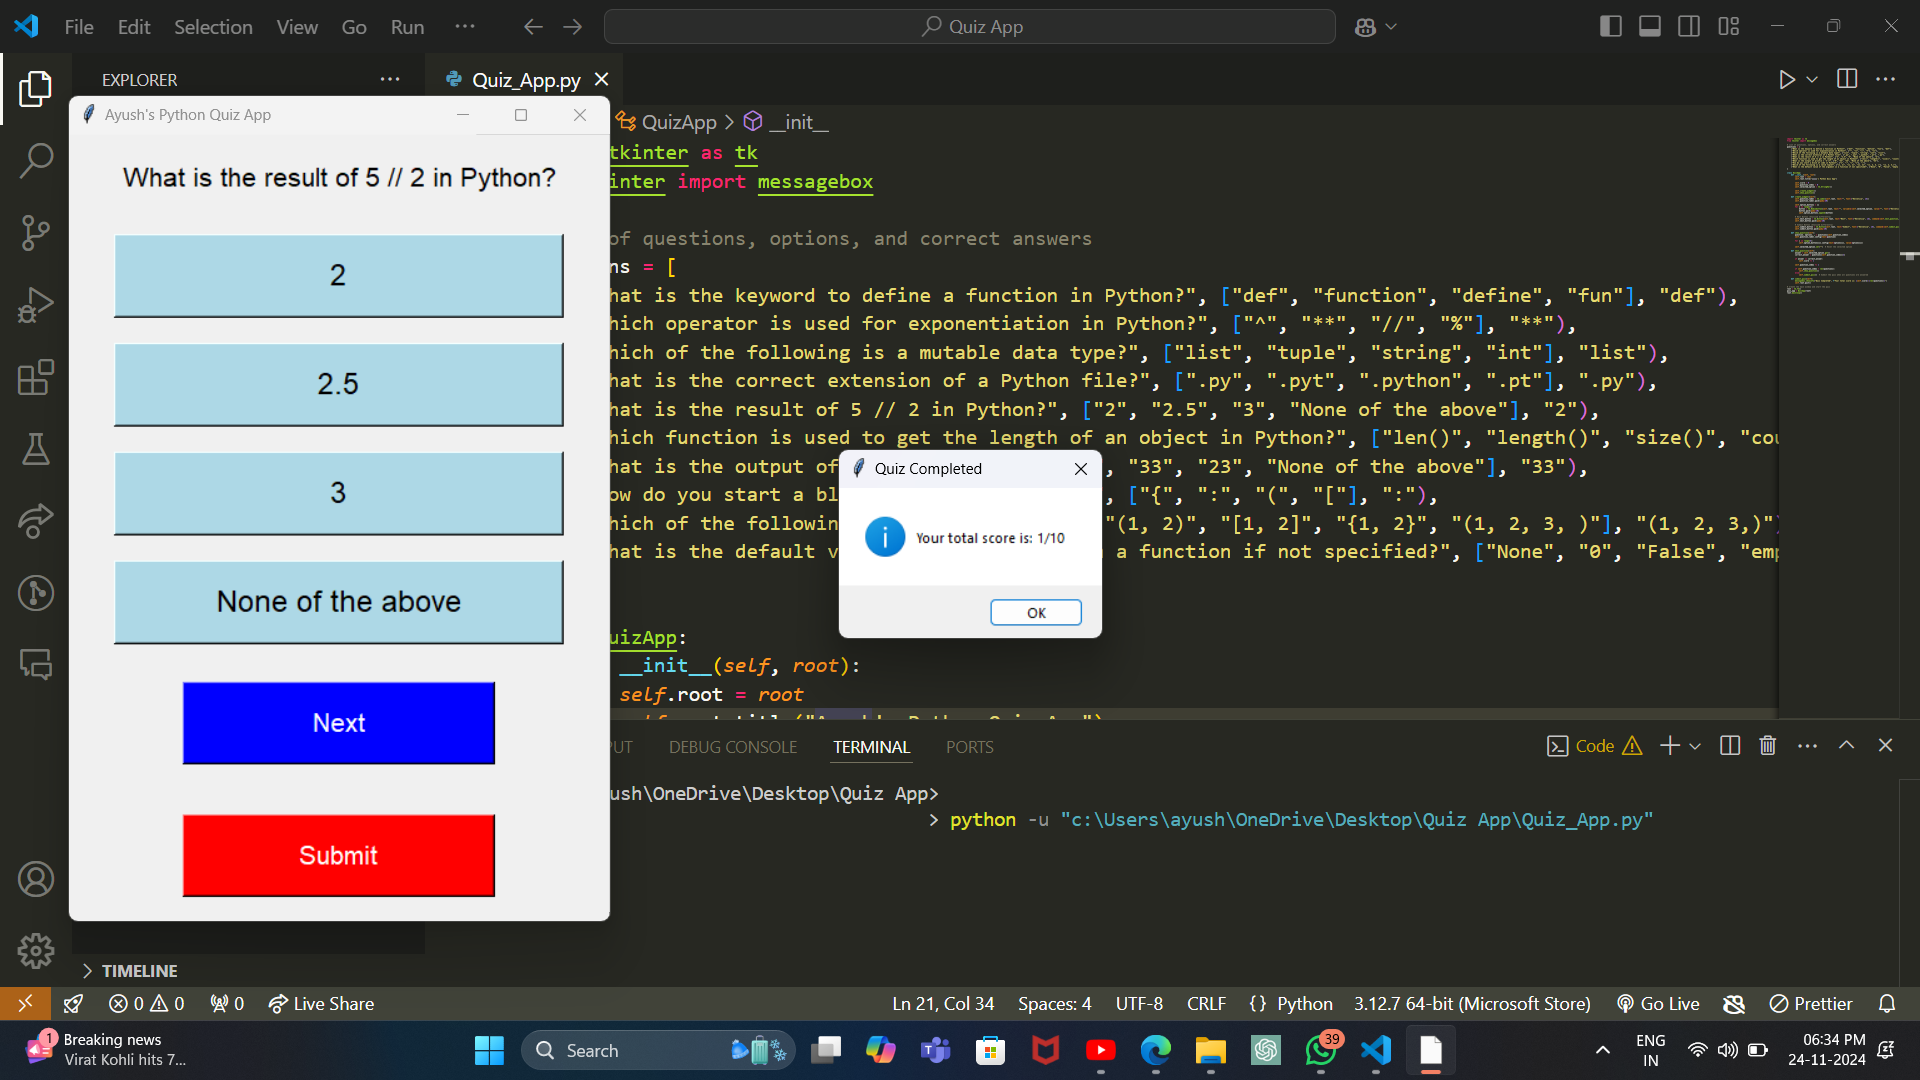 File Edit Selection View Go Run ···
Quiz App
EXPLORER ···
Quiz_App.py
QuizApp > __init__
Ayush's Python Quiz App
What is the result of 5 // 2 in Python?
2
2.5
3
None of the above
Next
Submit
tkinter as tk
inter import messagebox
of questions, options, and correct answers
ns = [
hat is the keyword to define a function in Python?", ["def", "function", "define", "fun"], "def"),
hich operator is used for exponentiation in Python?", ["^", "**", "//", "%"], "**"),
hich of the following is a mutable data type?", ["list", "tuple", "string", "int"], "list"),
hat is the correct extension of a Python file?", [".py", ".pyt", ".python", ".pt"], ".py"),
hat is the result of 5 // 2 in Python?", ["2", "2.5", "3", "None of the above"], "2"),
hich function is used to get the length of an object in Python?", ["len()", "length()", "size()", "cou
hat is the output of , "33", "23", "None of the above"], "33"),
ow do you start a bl , ["{", ":", "(", "["], ":"),
hich of the followin "(1, 2)", "[1, 2]", "{1, 2}", "(1, 2, 3, )"], "(1, 2, 3,)")
hat is the default v a function if not specified?", ["None", "0", "False", "emp
Quiz Completed
Your total score is: 1/10
OK
uizApp:
__init__(self, root):
self.root = root
PUT DEBUG CONSOLE TERMINAL PORTS
Code
ush\OneDrive\Desktop\Quiz App>
> python -u "c:\Users\ayush\OneDrive\Desktop\Quiz App\Quiz_App.py"
TIMELINE
0 0 0 Live Share
Ln 21, Col 34 Spaces: 4 UTF-8 CRLF {} Python 3.12.7 64-bit (Microsoft Store) Go Live Prettier
1
Breaking news
Virat Kohli hits 7...
Search
39
ENG
IN
06:34 PM
24-11-2024